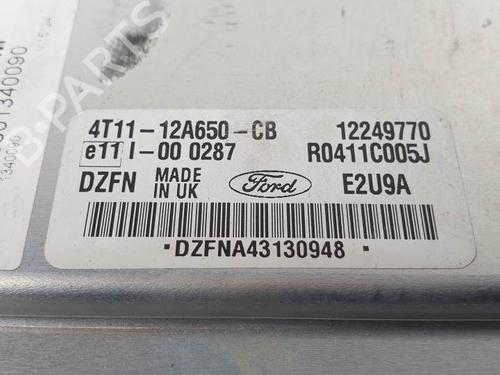 4T11-12A650-CB 12249770
e11 I-00 0287 R0411C005J
DZFN MADE IN UK Ford E2U9A
*DZFNA43130948*
B-PARTS